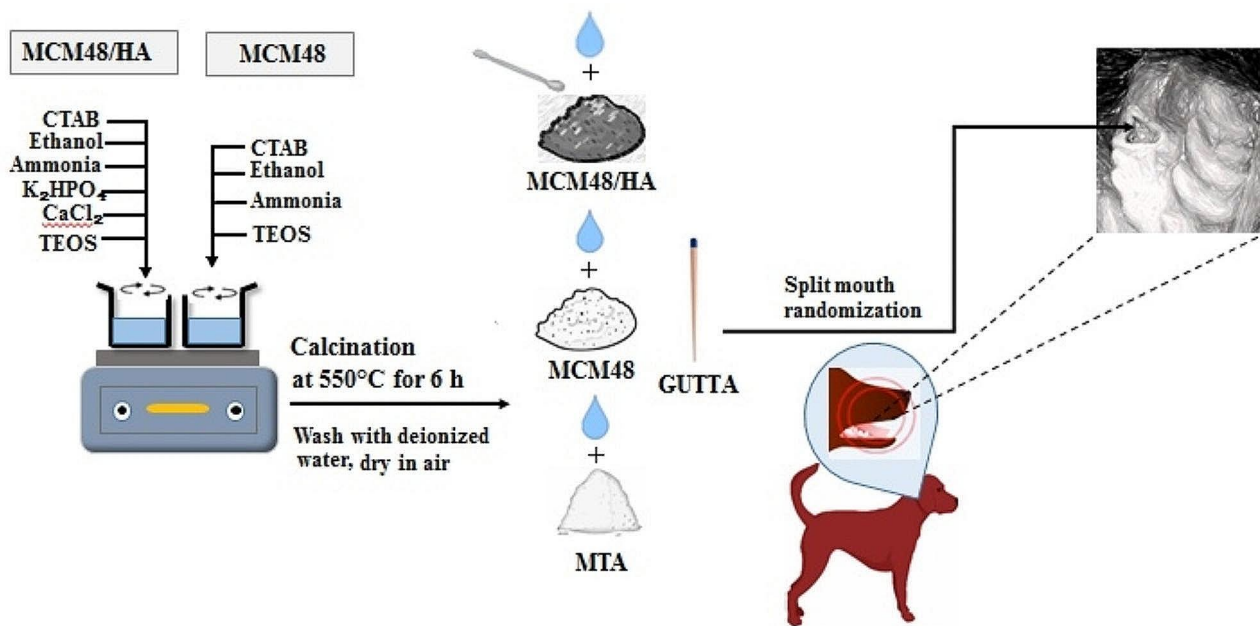 MCM48/HA
MCM48
CTAB
Ethanol
Ammonia
K₂HPO₄
CaCl₂
TEOS
CTAB
Ethanol
Ammonia
TEOS
Calcination
at 550°C for 6 h
Wash with deionized
water, dry in air
+
MCM48/HA
+
MCM48
+
MTA
GUTTA
Split mouth
randomization